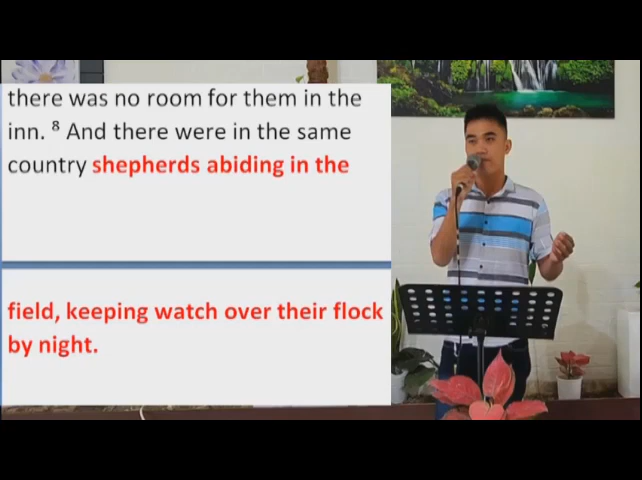 there was no room for them in the
inn. ⁸ And there were in the same
country shepherds abiding in the
field, keeping watch over their flock
by night.